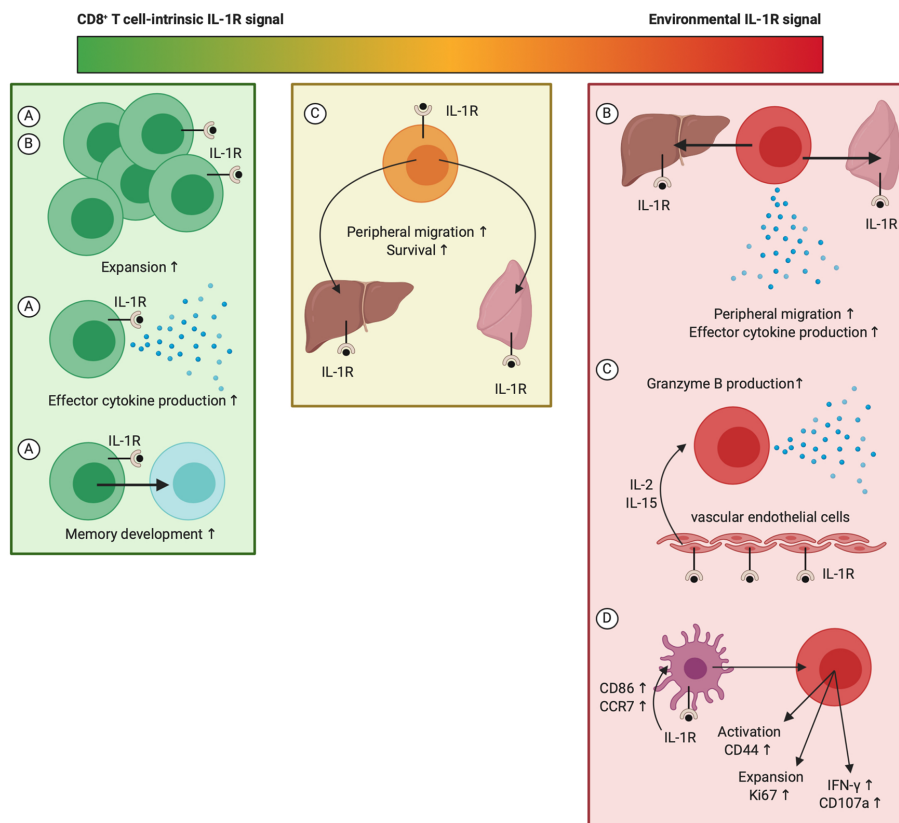 CD8⁺ T cell-intrinsic IL-1R signal
Environmental IL-1R signal
A
B
IL-1R
Expansion ↑
A
IL-1R
Effector cytokine production ↑
A
IL-1R
Memory development ↑
C
IL-1R
Peripheral migration ↑
Survival ↑
IL-1R
IL-1R
B
IL-1R
IL-1R
Peripheral migration ↑
Effector cytokine production ↑
C
Granzyme B production↑
IL-2
IL-15
vascular endothelial cells
IL-1R
D
CD86 ↑
CCR7 ↑
IL-1R
Activation
CD44 ↑
Expansion
Ki67 ↑
IFN-γ ↑
CD107a ↑